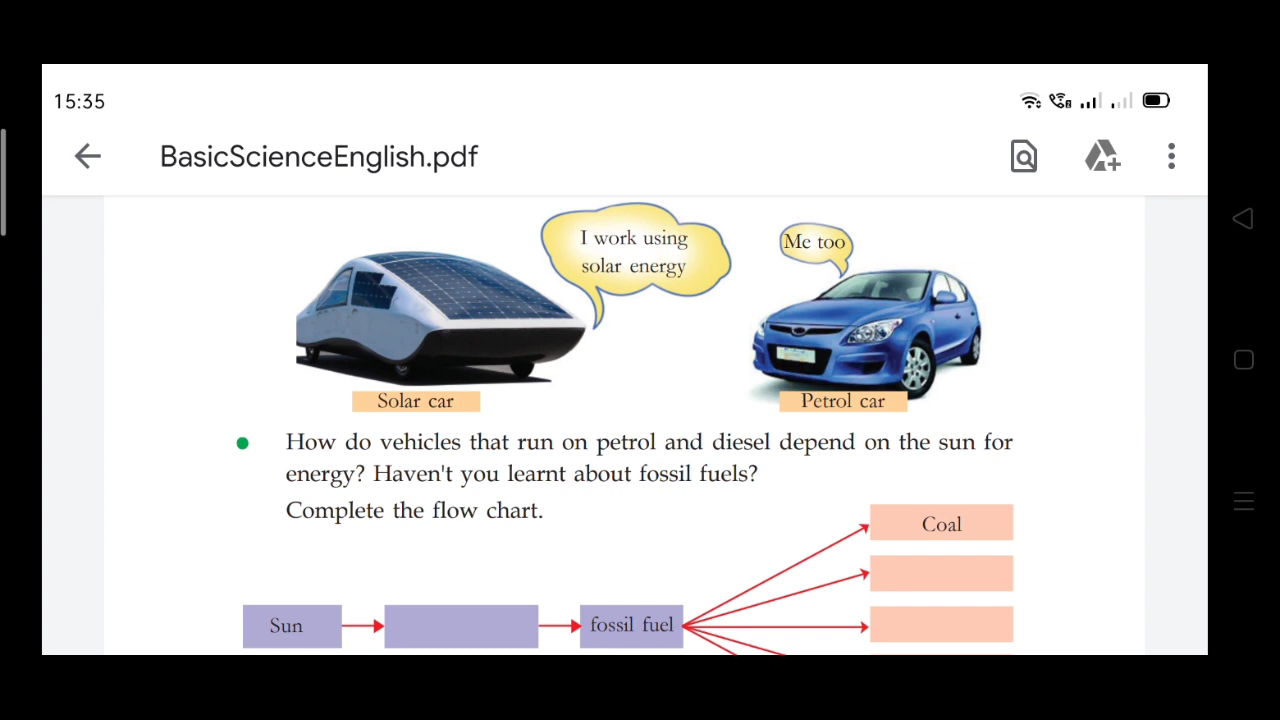 15:35
BasicScienceEnglish.pdf
I work using
solar energy
Me too
Solar car
Petrol car
How do vehicles that run on petrol and diesel depend on the sun for
energy? Haven't you learnt about fossil fuels?
Complete the flow chart.
Coal
Sun
fossil fuel